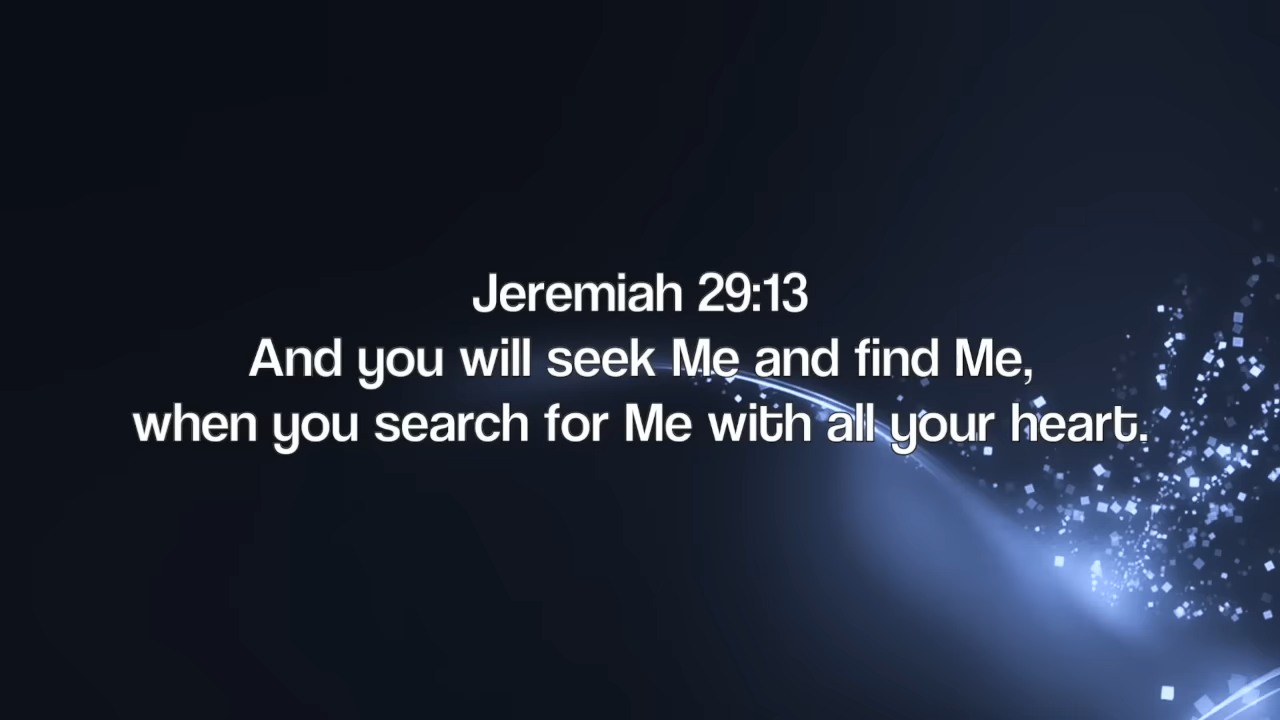 Jeremiah 29:13
And you will seek Me and find Me,
when you search for Me with all your heart.